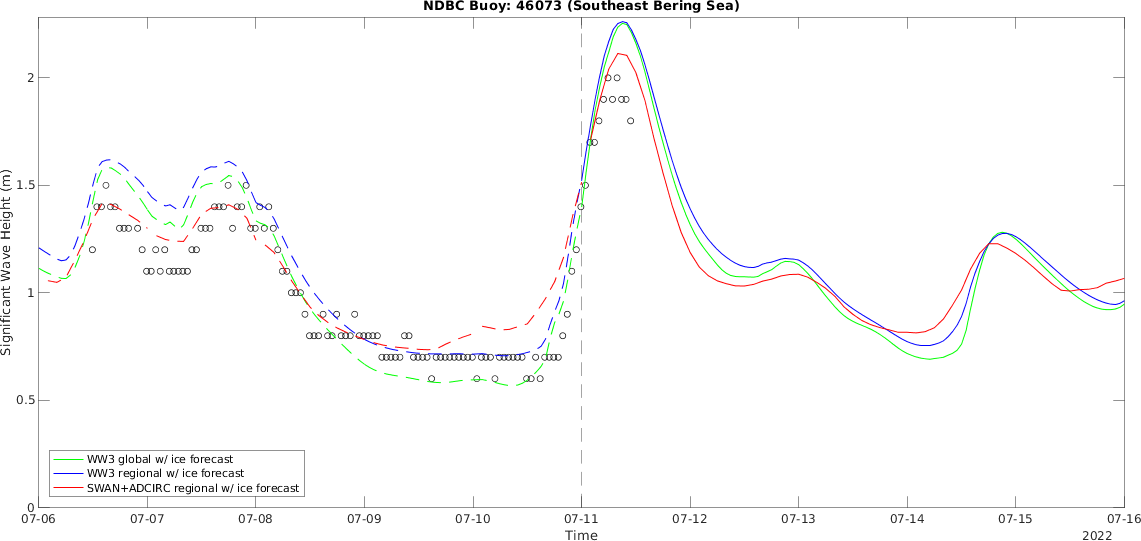 NDBC Buoy: 46073 (Southeast Bering Sea)
Significant Wave Height (m)
2
1.5
1
0.5
0
WW3 global w/ ice forecast
WW3 regional w/ ice forecast
SWAN+ADCIRC regional w/ ice forecast
07-06 07-07 07-08 07-09 07-10 07-11 07-12 07-13 07-14 07-15 07-16
Time
2022